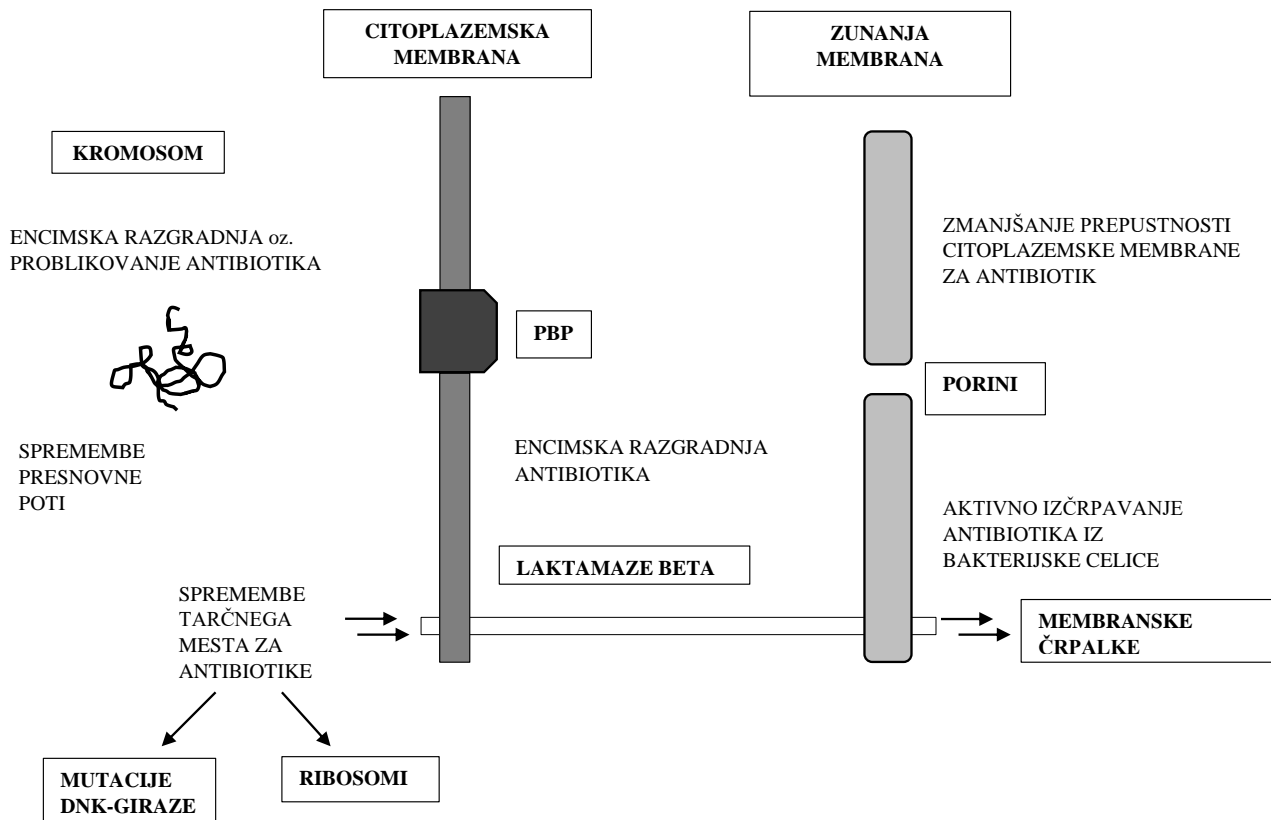 CITOPLAZEMSKA
MEMBRANA
ZUNANJA
MEMBRANA
KROMOSOM
ENCIMSKA RAZGRADNJA oz.
PROBLIKOVANJE ANTIBIOTIKA
ZMANJŠANJE PREPUSTNOSTI
CITOPLAZEMSKE MEMBRANE
ZA ANTIBIOTIK
PBP
PORINI
SPREMEMBE
PRESNOVNE
POTI
ENCIMSKA RAZGRADNJA
ANTIBIOTIKA
AKTIVNO IZČRPAVANJE
ANTIBIOTIKA IZ
BAKTERIJSKE CELICE
LAKTAMAZE BETA
SPREMEMBE
TARČNEGA
MESTA ZA
ANTIBIOTIKE
MEMBRANSKE
ČRPALKE
MUTACIJE
DNK-GIRAZE
RIBOSOMI